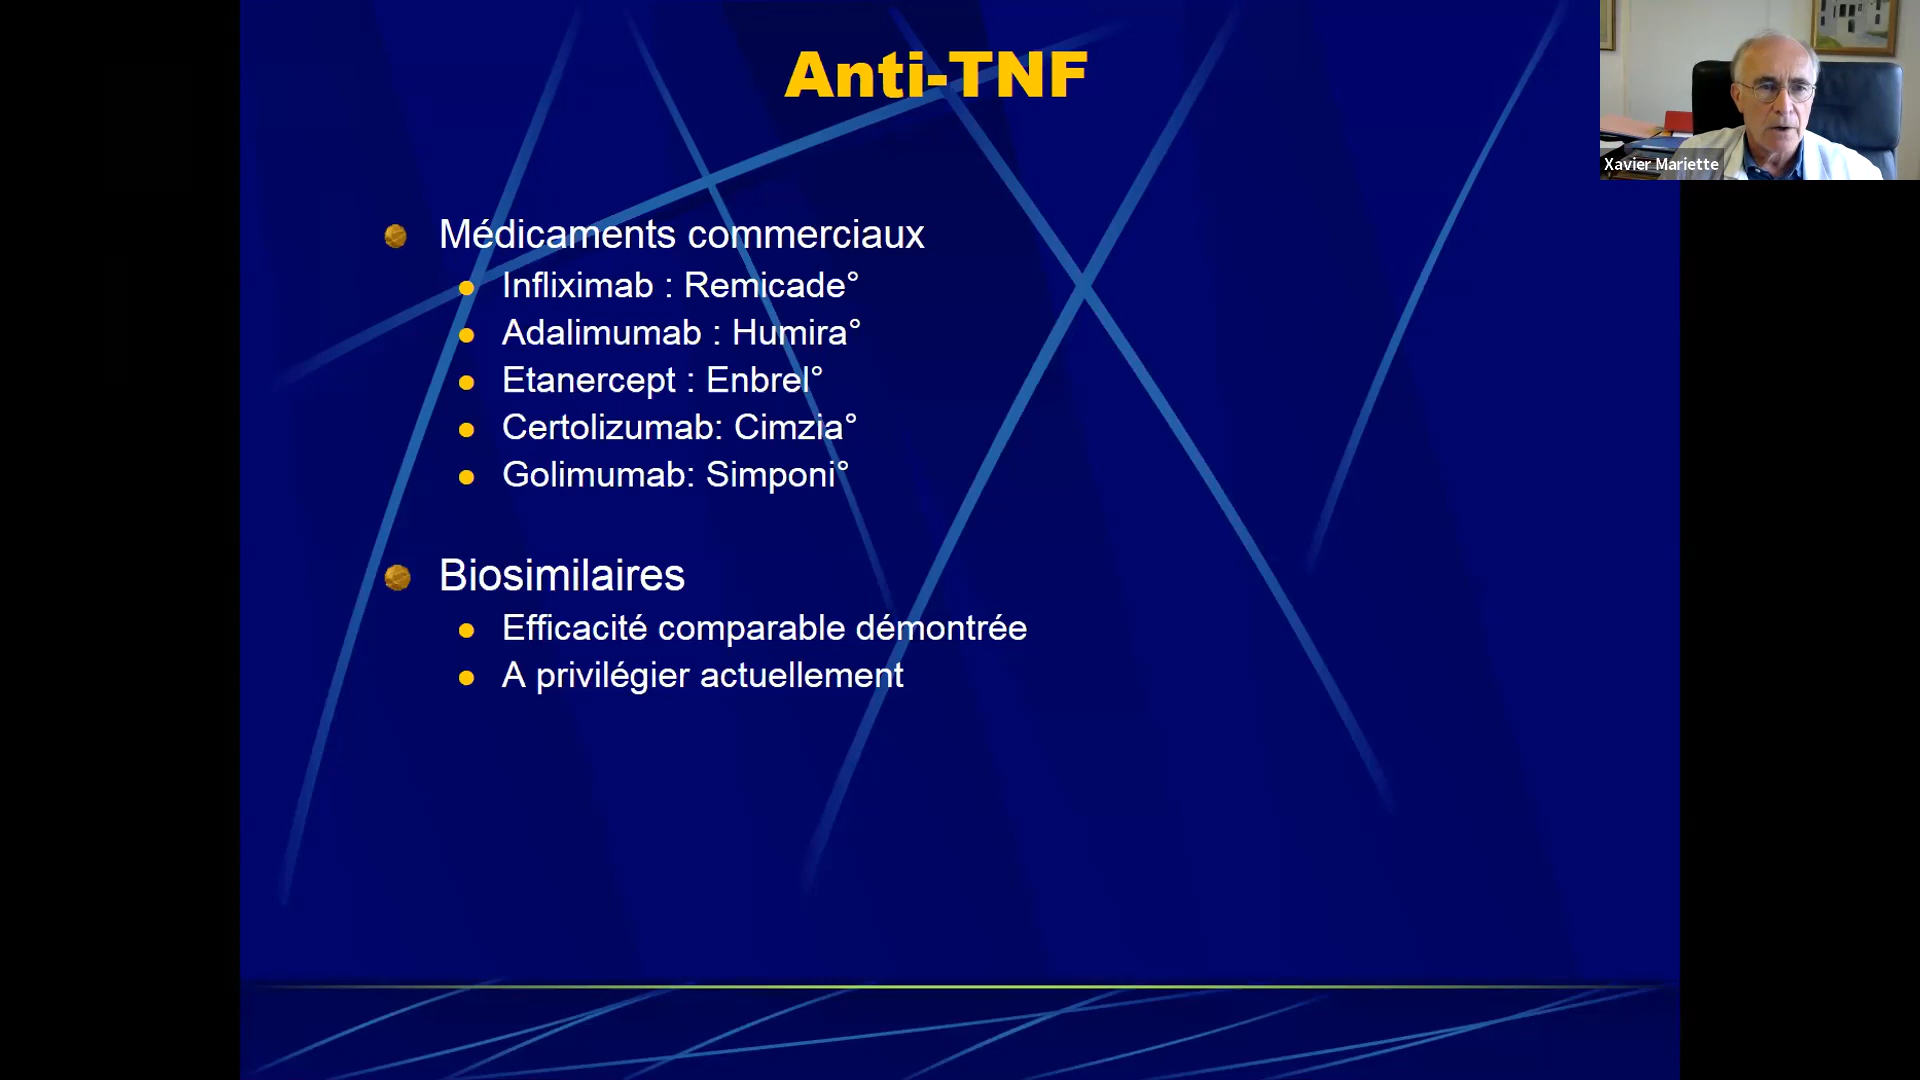 Anti-TNF
Xavier Mariette
Médicaments commerciaux
Infliximab : Remicade°
Adalimumab : Humira°
Etanercept : Enbrel°
Certolizumab: Cimzia°
Golimumab: Simponi°
Biosimilaires
Efficacité comparable démontrée
A privilégier actuellement